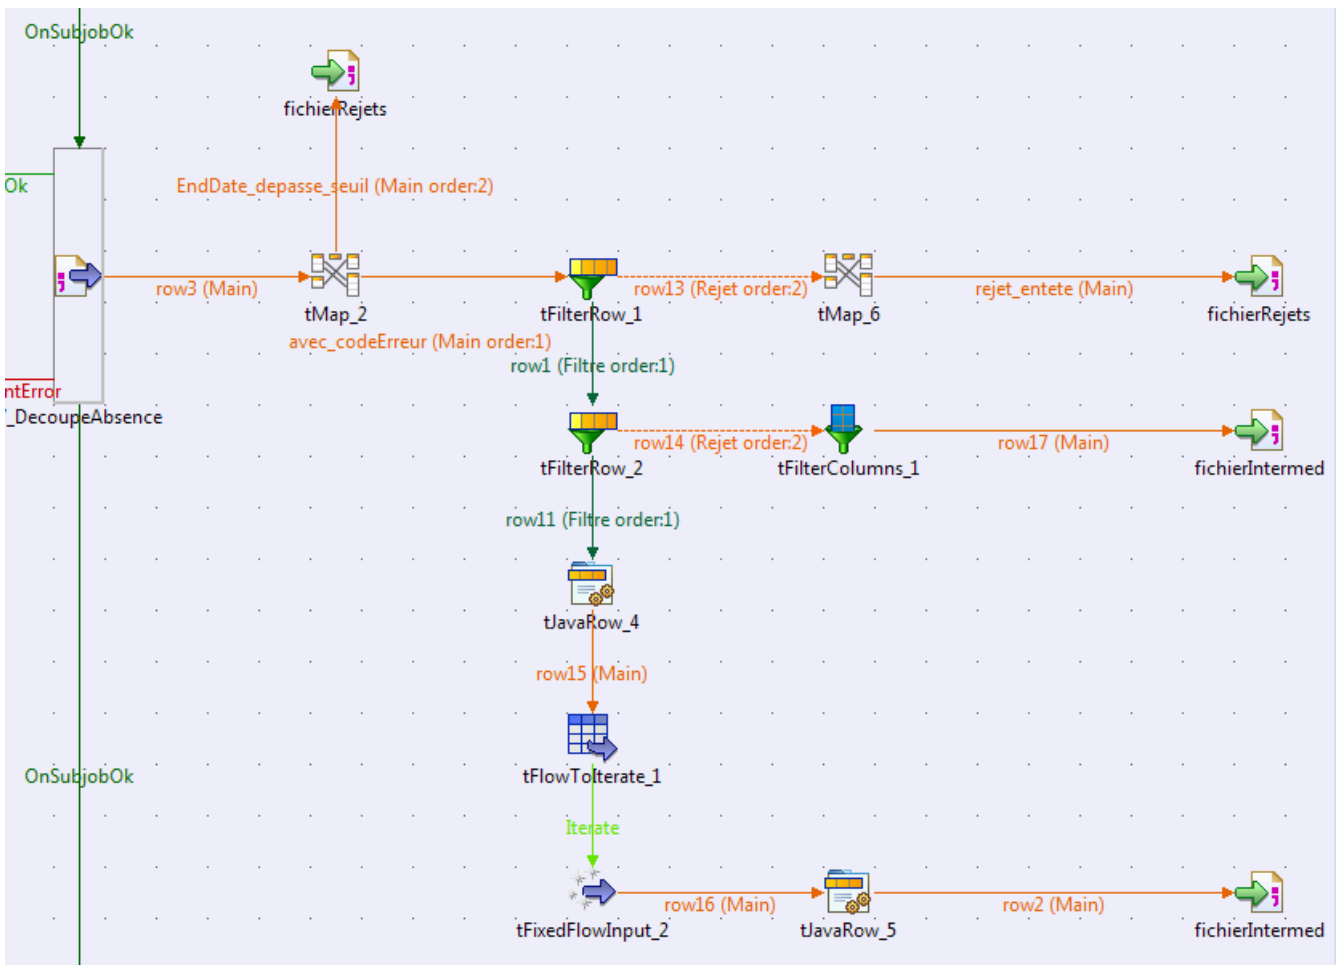 OnSubjobOk
fichierRejets
Ok
EndDate_depasse_seuil (Main order:2)
row3 (Main)
tMap_2
avec_codeErreur (Main order:1)
tFilterRow_1
row13 (Rejet order:2)
tMap_6
rejet_entete (Main)
fichierRejets
row1 (Filtre order:1)
ntError
_DecoupeAbsence
tFilterRow_2
row14 (Rejet order:2)
tFilterColumns_1
row17 (Main)
fichierIntermed
row11 (Filtre order:1)
tJavaRow_4
row15 (Main)
tFlowToIterate_1
OnSubjobOk
Iterate
tFixedFlowInput_2
row16 (Main)
tJavaRow_5
row2 (Main)
fichierIntermed